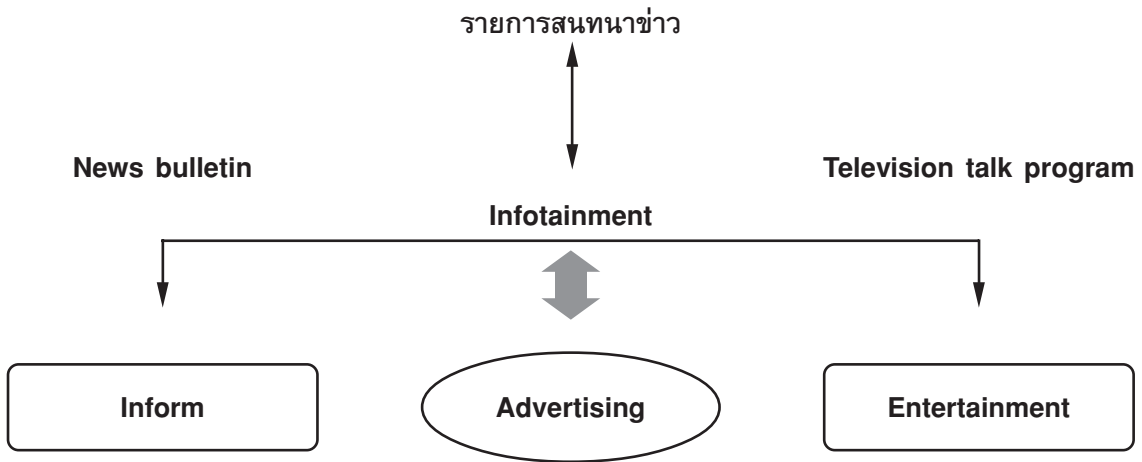 รายการสนทนาข่าว
News bulletin
Television talk program
Infotainment
Inform
Advertising
Entertainment